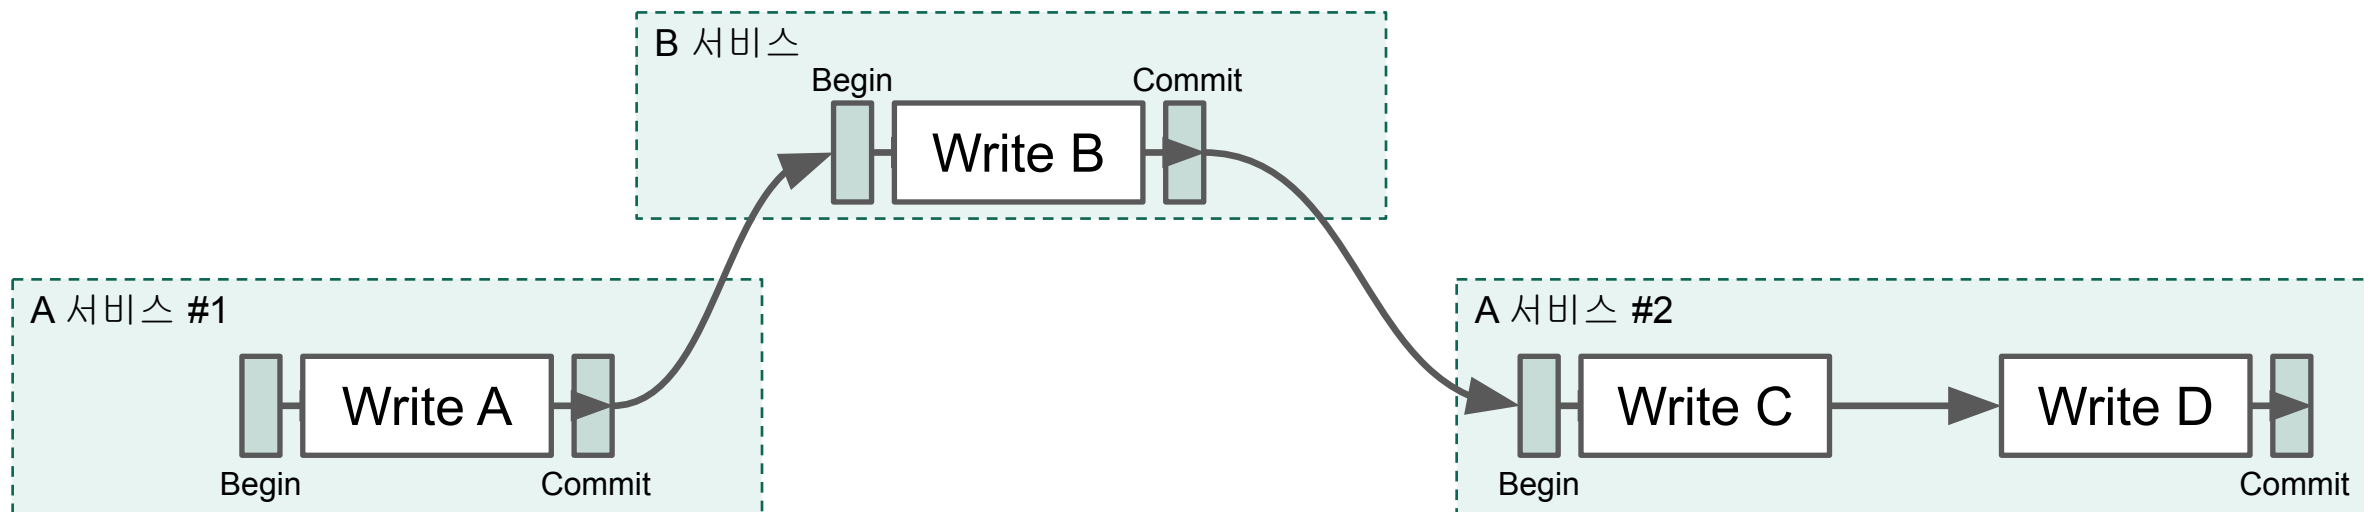 B 서비스
Begin
Commit
Write B
A 서비스 #1
Write A
Begin
Commit
A 서비스 #2
Write C
Write D
Begin
Commit